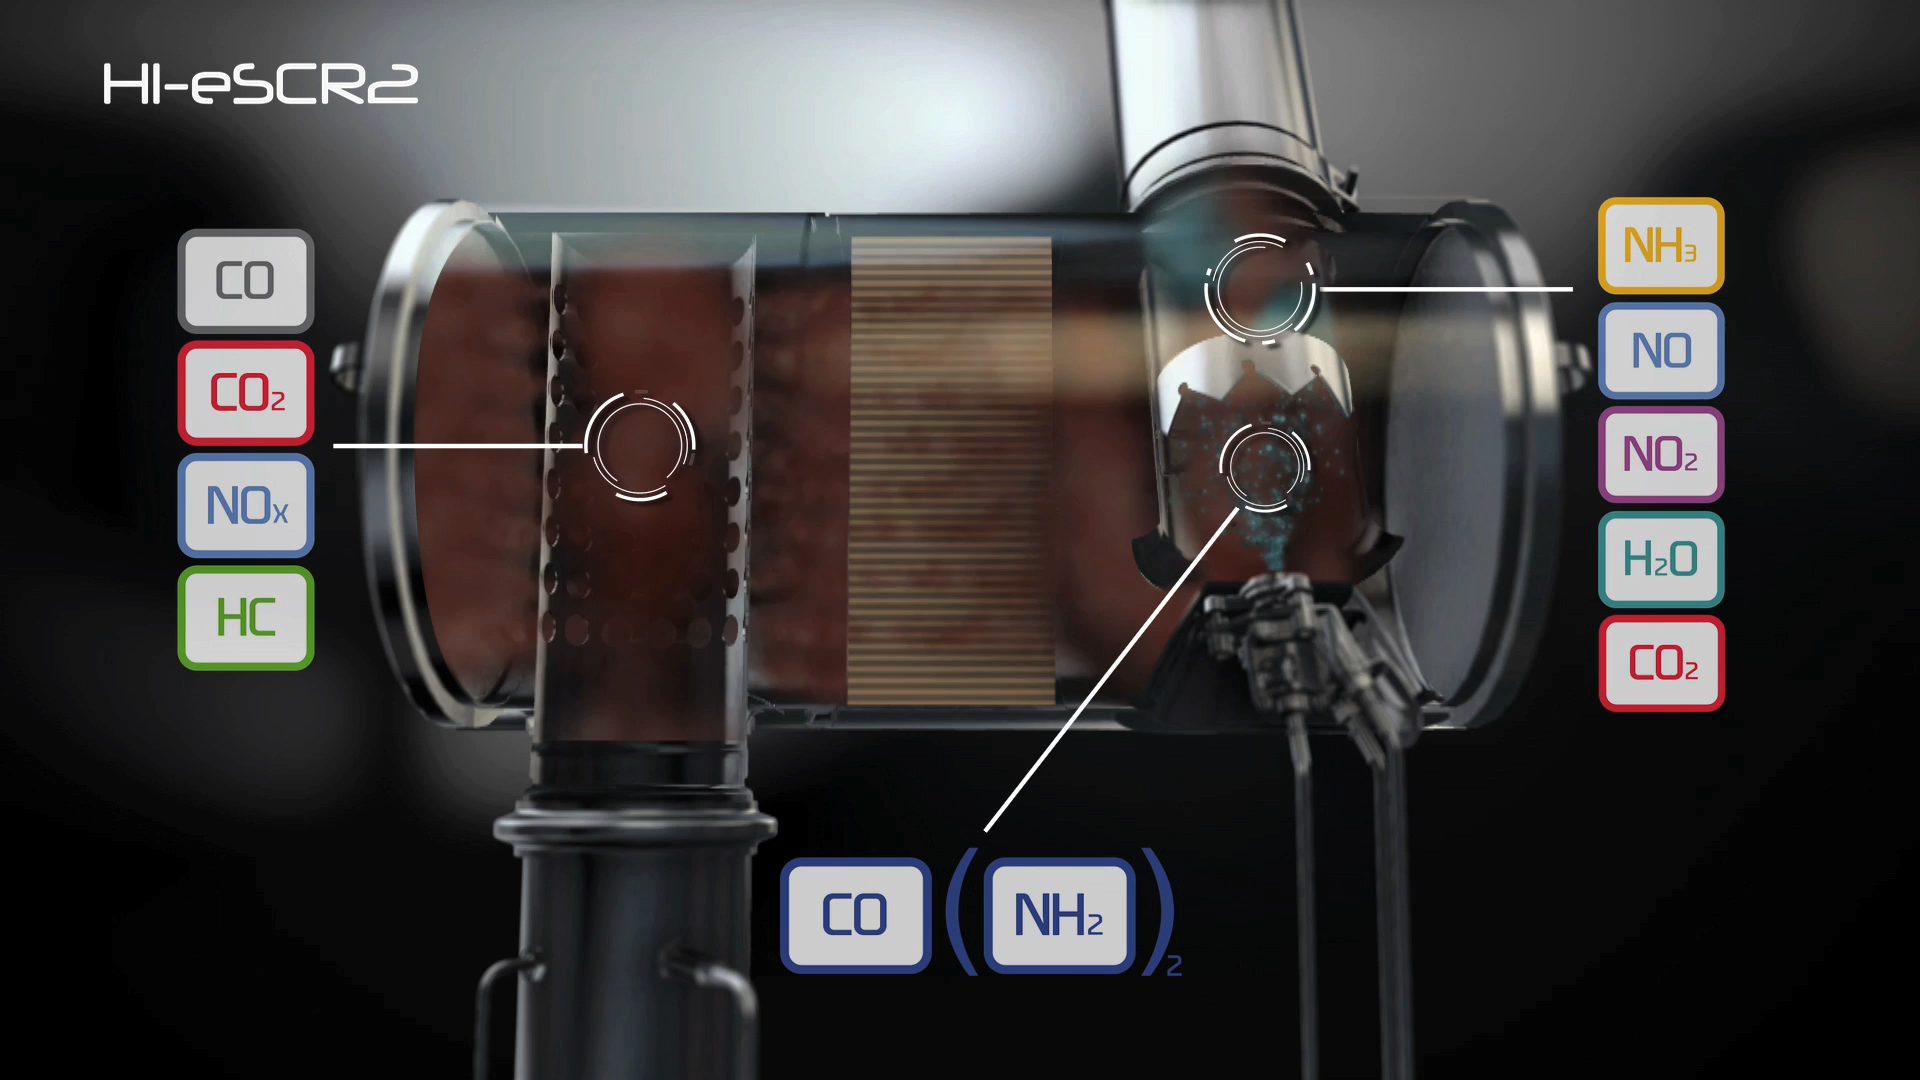 HI-eSCR2
CO
CO₂
NOx
HC
NH₃
NO
NO₂
H₂O
CO₂
CO(NH₂)₂